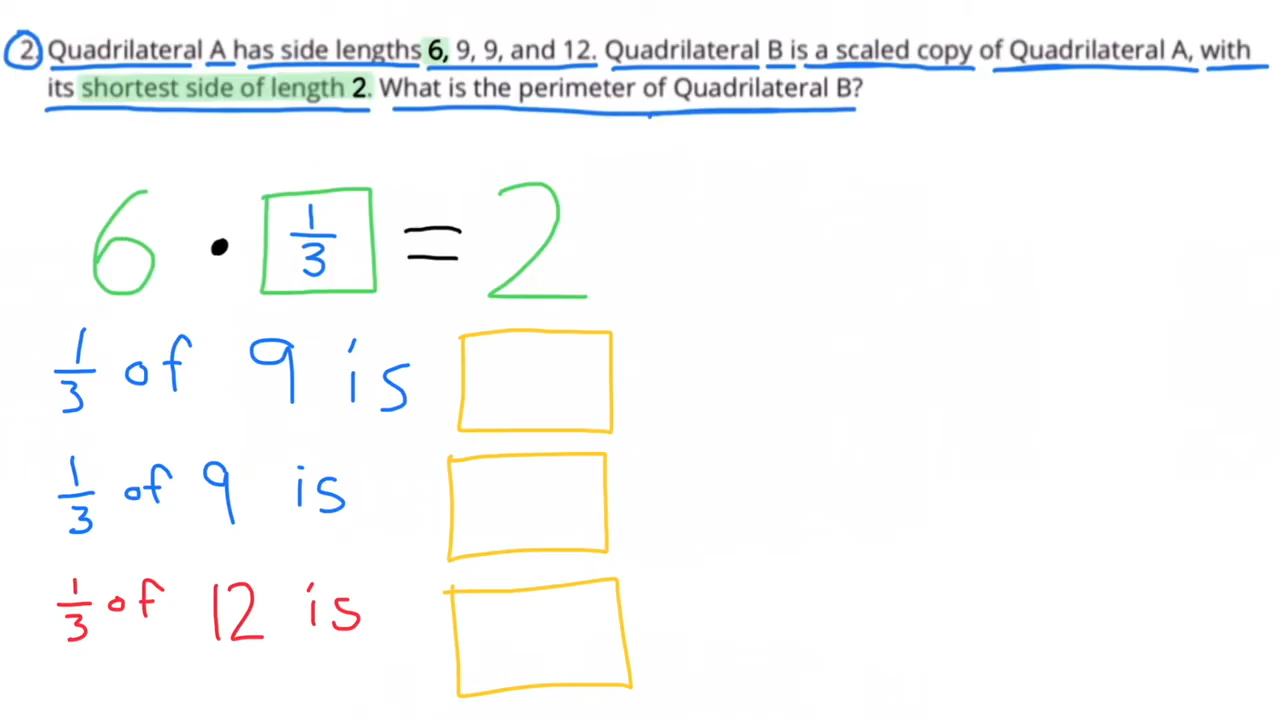 2. Quadrilateral A has side lengths 6, 9, 9, and 12. Quadrilateral B is a scaled copy of Quadrilateral A, with
its shortest side of length 2. What is the perimeter of Quadrilateral B?
6 • 1/3 = 2
1/3 of 9 is
1/3 of 9 is
1/3 of 12 is